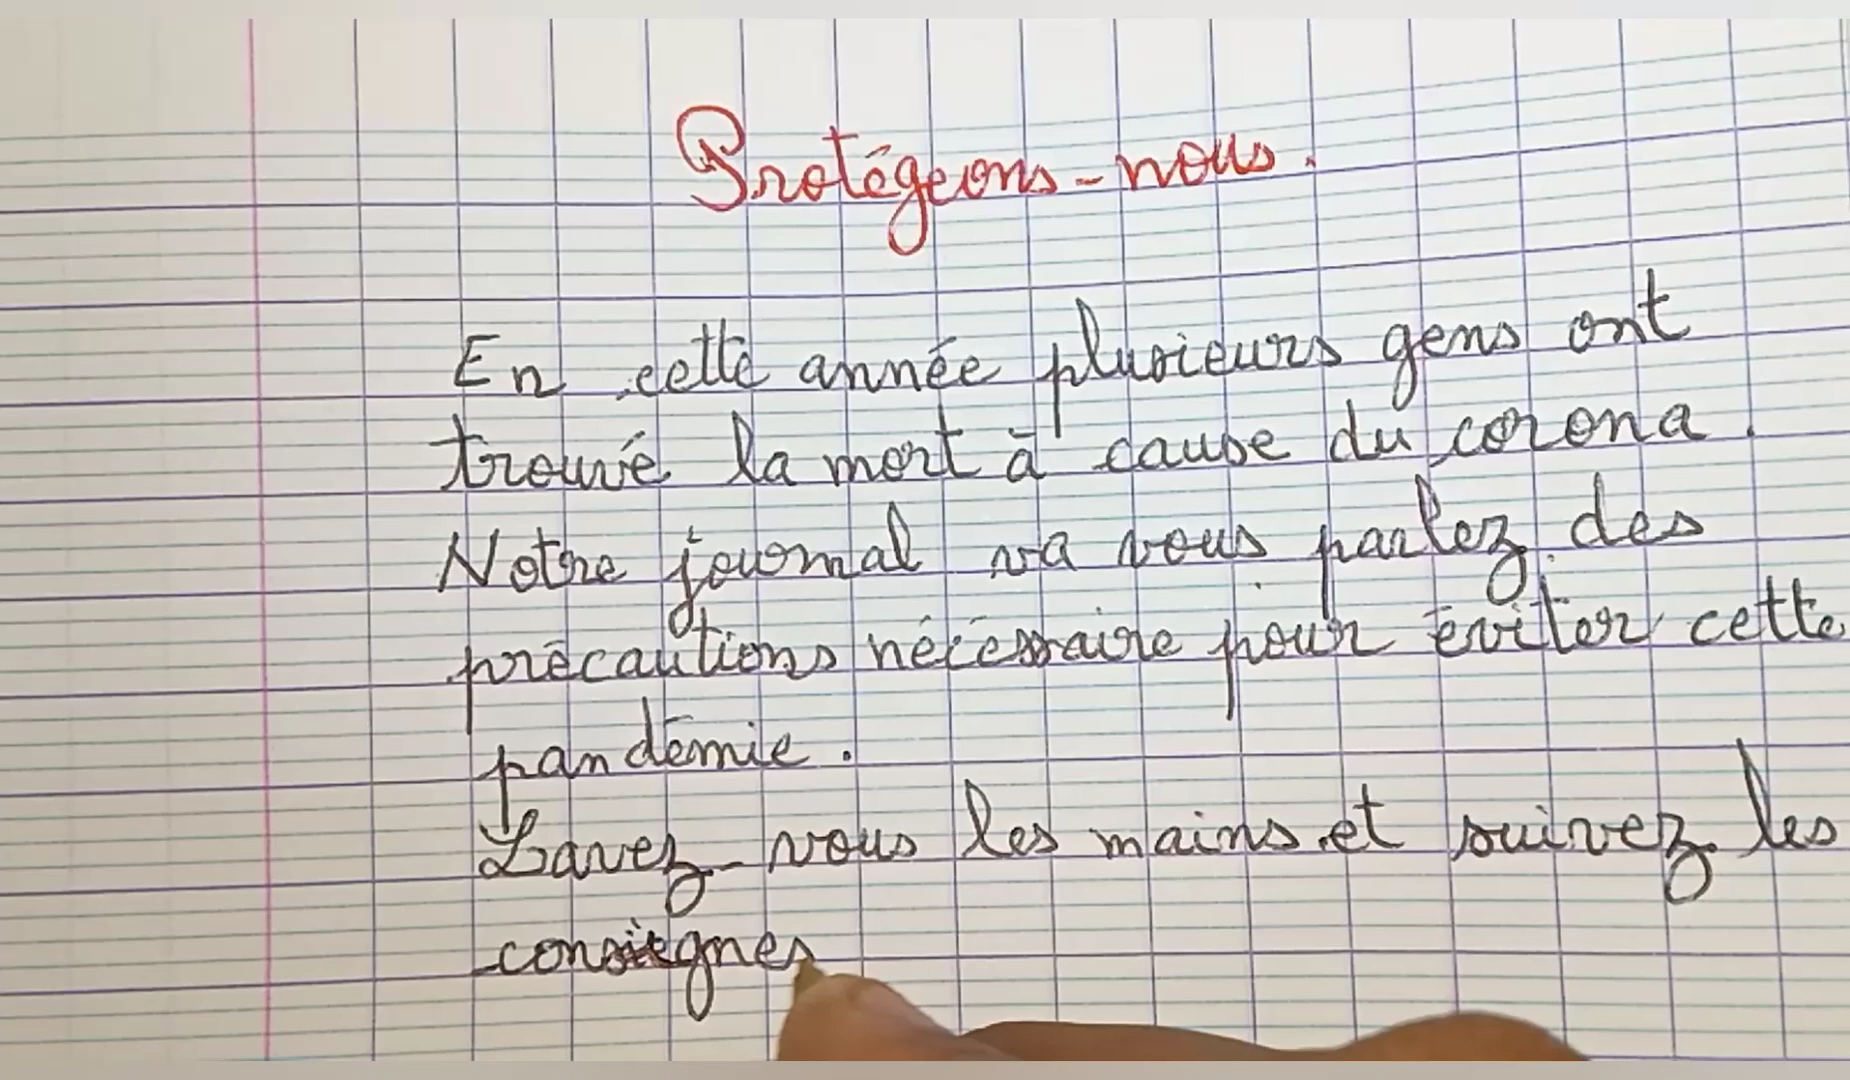 Protégeons-nous.
En cette année plusieurs gens ont
trouvé la mort à cause du corona.
Notre journal va vous parlez des
précautions nécessaire pour éviter cette
pandémie.
Lavez-vous les mains et suivez les
consignes